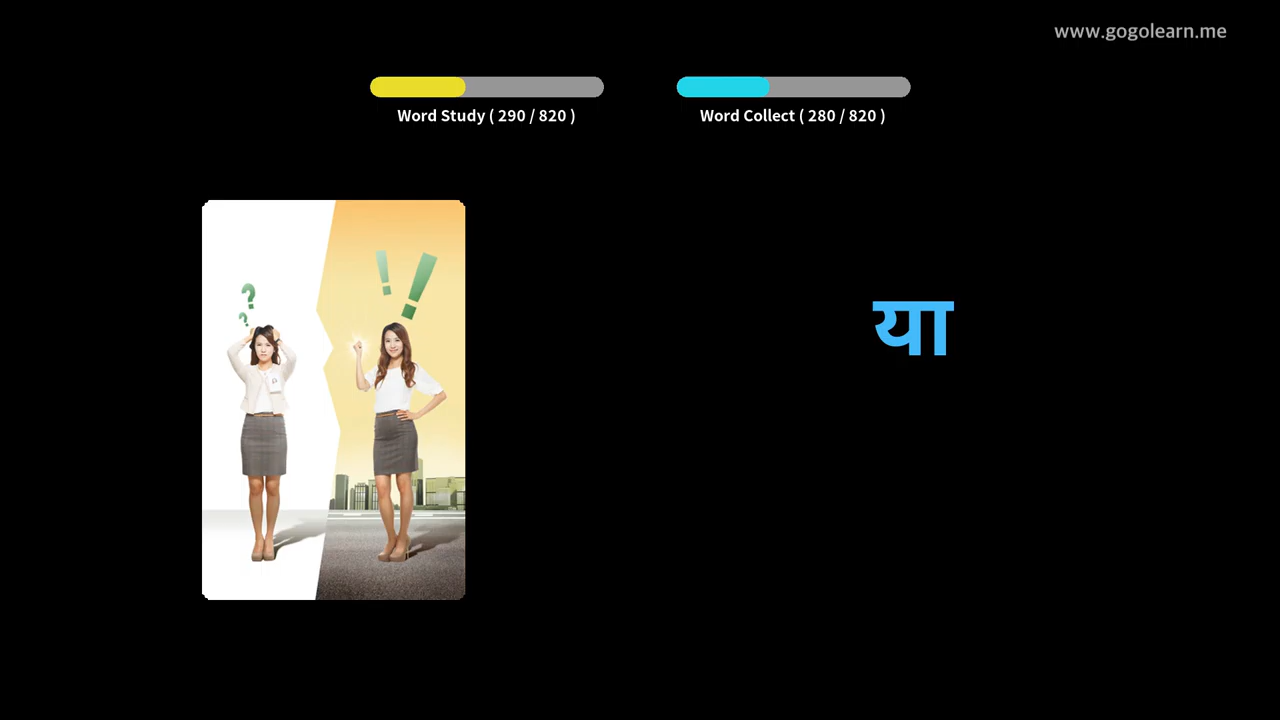 www.gogolearn.me
Word Study ( 290 / 820 )
Word Collect ( 280 / 820 )
? !
? !
या